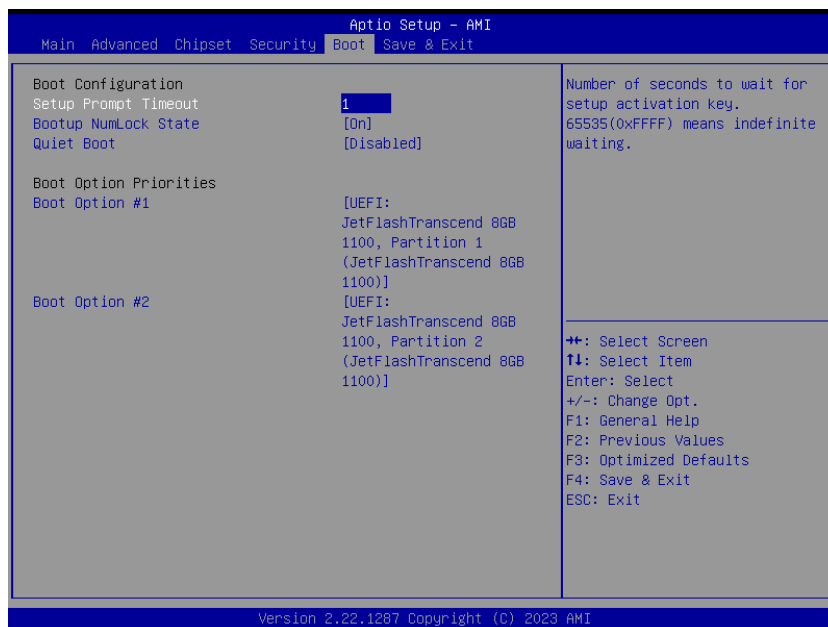 Aptio Setup – AMI
Main Advanced Chipset Security Boot Save & Exit
Boot Configuration
Setup Prompt Timeout 1
Bootup NumLock State [On]
Quiet Boot [Disabled]
Boot Option Priorities
Boot Option #1 [UEFI:
JetFlashTranscend 8GB
1100, Partition 1
(JetFlashTranscend 8GB
1100)]
Boot Option #2 [UEFI:
JetFlashTranscend 8GB
1100, Partition 2
(JetFlashTranscend 8GB
1100)]
Number of seconds to wait for
setup activation key.
65535(0xFFFF) means indefinite
waiting.
→←: Select Screen
↑↓: Select Item
Enter: Select
+/-: Change Opt.
F1: General Help
F2: Previous Values
F3: Optimized Defaults
F4: Save & Exit
ESC: Exit
Version 2.22.1287 Copyright (C) 2023 AMI